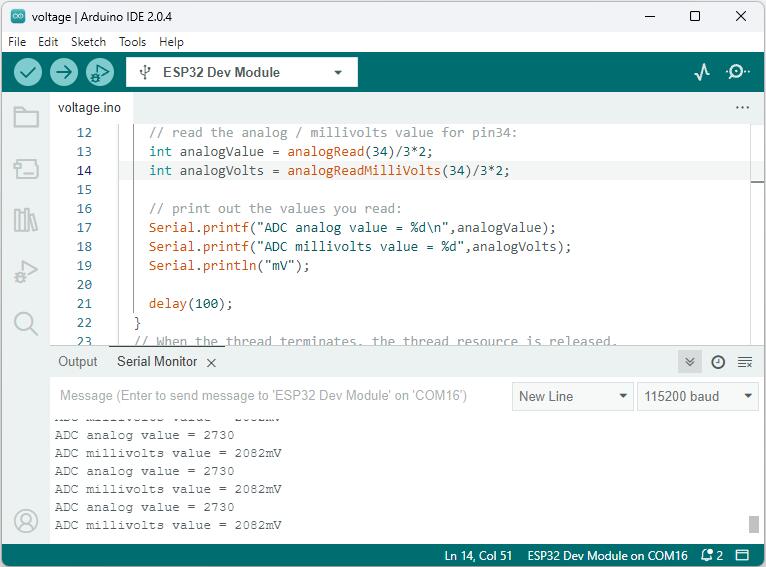 voltage | Arduino IDE 2.0.4
File Edit Sketch Tools Help
ESP32 Dev Module
voltage.ino
12 // read the analog / millivolts value for pin34:
13 int analogValue = analogRead(34)/3*2;
14 int analogVolts = analogReadMilliVolts(34)/3*2;
15
16 // print out the values you read:
17 Serial.printf("ADC analog value = %d\n",analogValue);
18 Serial.printf("ADC millivolts value = %d",analogVolts);
19 Serial.println("mV");
20
21 delay(100);
22 }
23 // When the thread terminates, the thread resource is released.
Output Serial Monitor
Message (Enter to send message to 'ESP32 Dev Module' on 'COM16') New Line 115200 baud
ADC millivolts value = 2082mV
ADC analog value = 2730
ADC millivolts value = 2082mV
ADC analog value = 2730
ADC millivolts value = 2082mV
ADC analog value = 2730
ADC millivolts value = 2082mV
Ln 14, Col 51 ESP32 Dev Module on COM16 2